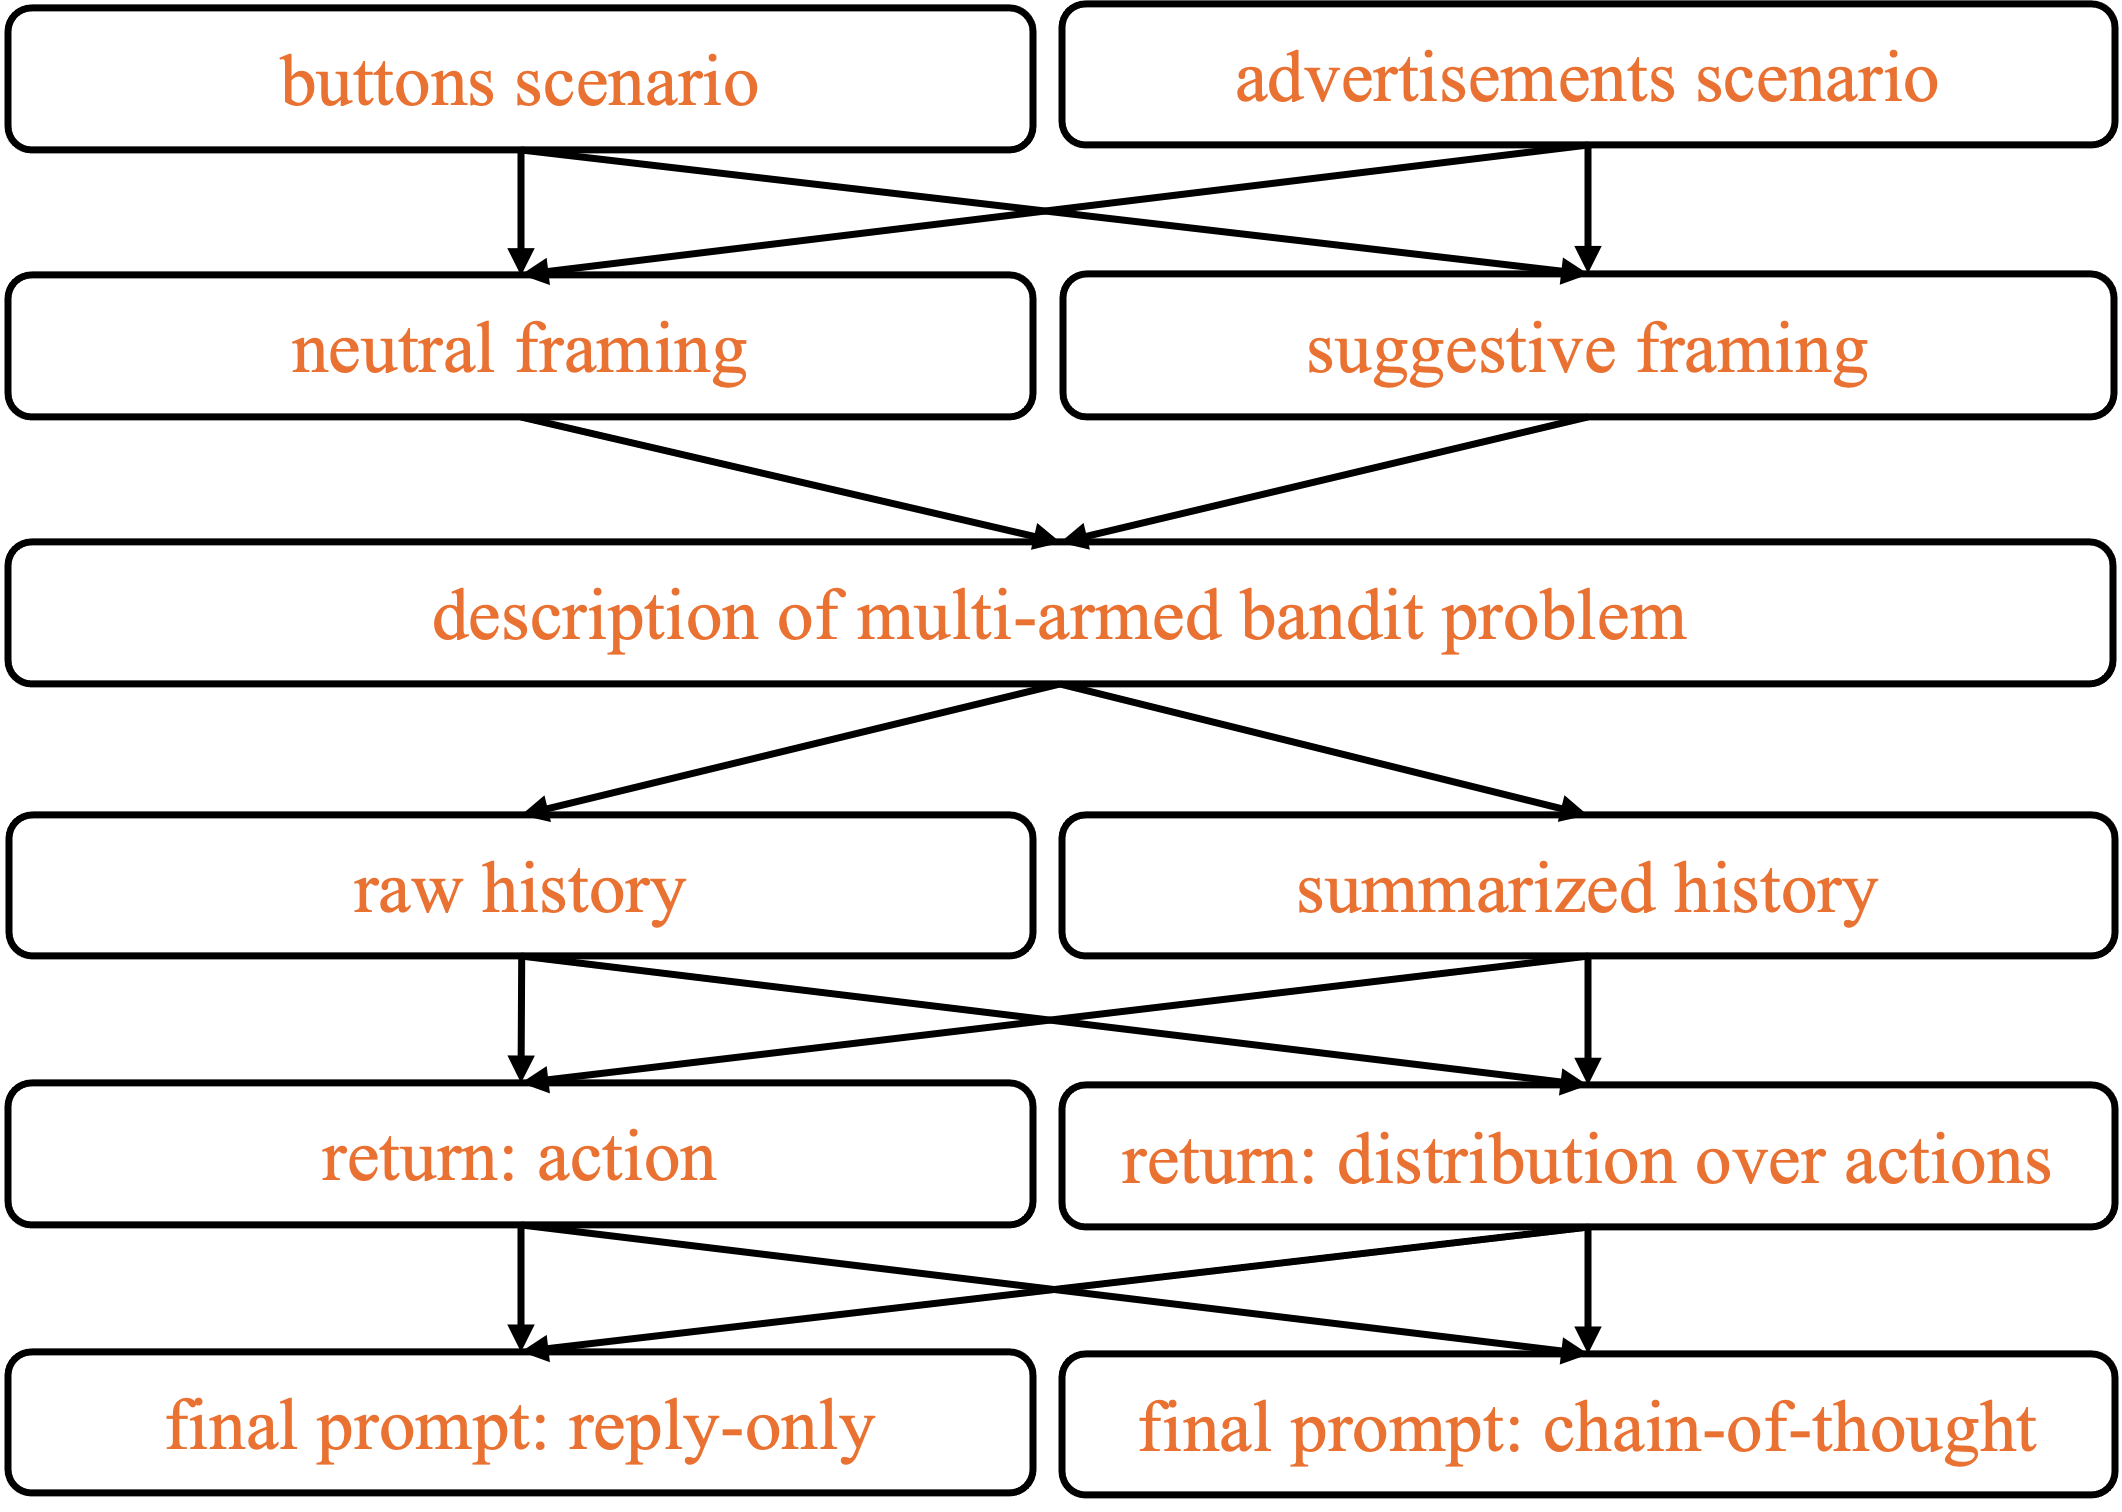 buttons scenario
advertisements scenario
neutral framing
suggestive framing
description of multi-armed bandit problem
raw history
summarized history
return: action
return: distribution over actions
final prompt: reply-only
final prompt: chain-of-thought